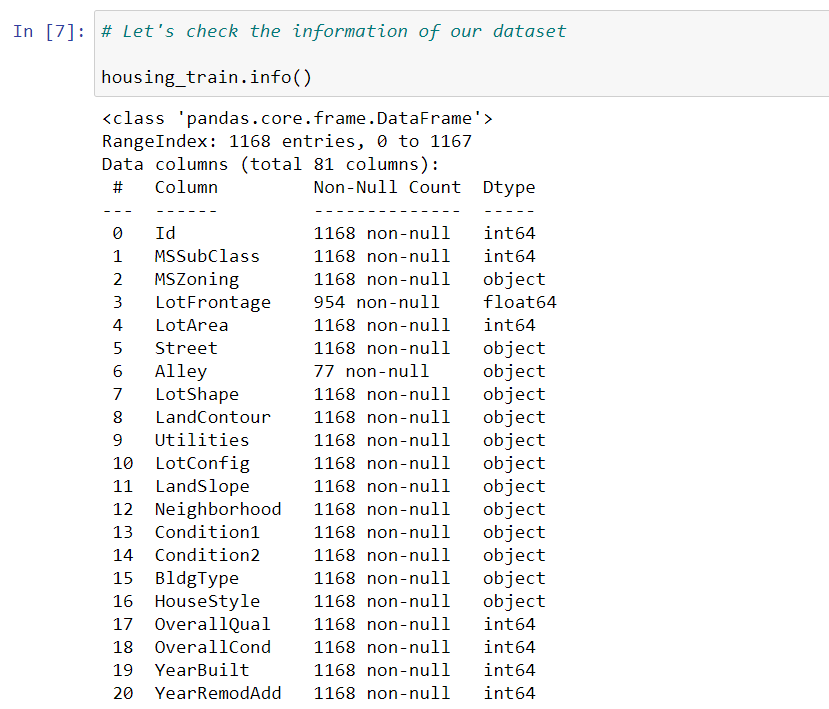 In [7]: # Let's check the information of our dataset
housing_train.info()
<class 'pandas.core.frame.DataFrame'>
RangeIndex: 1168 entries, 0 to 1167
Data columns (total 81 columns):
 #   Column         Non-Null Count  Dtype
---  ------         --------------  -----
 0   Id             1168 non-null   int64
 1   MSSubClass     1168 non-null   int64
 2   MSZoning       1168 non-null   object
 3   LotFrontage    954 non-null    float64
 4   LotArea        1168 non-null   int64
 5   Street         1168 non-null   object
 6   Alley          77 non-null     object
 7   LotShape       1168 non-null   object
 8   LandContour    1168 non-null   object
 9   Utilities      1168 non-null   object
 10  LotConfig      1168 non-null   object
 11  LandSlope      1168 non-null   object
 12  Neighborhood   1168 non-null   object
 13  Condition1     1168 non-null   object
 14  Condition2     1168 non-null   object
 15  BldgType       1168 non-null   object
 16  HouseStyle     1168 non-null   object
 17  OverallQual    1168 non-null   int64
 18  OverallCond    1168 non-null   int64
 19  YearBuilt      1168 non-null   int64
 20  YearRemodAdd   1168 non-null   int64